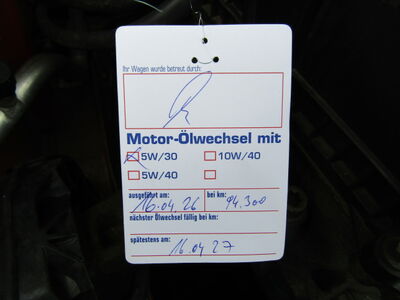 Ihr Wagen wurde betreut durch:
Motor-Ölwechsel mit
5W/30 10W/40
5W/40
ausgeführt am: bei km:
16.04.26 94.300
nächster Ölwechsel fällig bei km:
spätestens am:
16.04 27